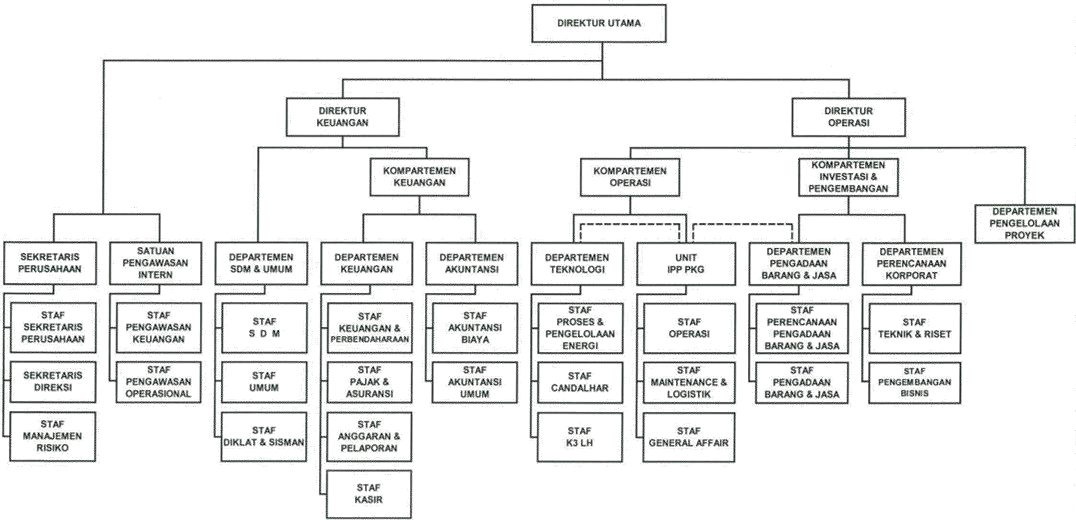 DIREKTUR UTAMA
DIREKTUR
KEUANGAN
DIREKTUR
OPERASI
KOMPARTEMEN
KEUANGAN
KOMPARTEMEN
OPERASI
KOMPARTEMEN
INVESTASI &
PENGEMBANGAN
DEPARTEMEN
PENGELOLAAN
PROYEK
SEKRETARIS
PERUSAHAAN
SATUAN
PENGAWASAN
INTERN
DEPARTEMEN
SDM & UMUM
DEPARTEMEN
KEUANGAN
DEPARTEMEN
AKUNTANSI
DEPARTEMEN
TEKNOLOGI
UNIT
IPP PKG
DEPARTEMEN
PENGADAAN
BARANG & JASA
DEPARTEMEN
PERENCANAAN
KORPORAT
STAF
SEKRETARIS
PERUSAHAAN
STAF
PENGAWASAN
KEUANGAN
STAF
S D M
STAF
KEUANGAN &
PERBENDAHARAAN
STAF
AKUNTANSI
BIAYA
STAF
PROSES &
PENGELOLAAN
ENERGI
STAF
OPERASI
STAF
PERENCANAAN
PENGADAAN
BARANG & JASA
STAF
TEKNIK & RISET
SEKRETARIS
DIREKSI
STAF
PENGAWASAN
OPERASIONAL
STAF
UMUM
STAF
PAJAK &
ASURANSI
STAF
AKUNTANSI
UMUM
STAF
CANDALHAR
STAF
MAINTENANCE &
LOGISTIK
STAF
PENGADAAN
BARANG & JASA
STAF
PENGEMBANGAN
BISNIS
STAF
MANAJEMEN
RISIKO
STAF
DIKLAT & SISMAN
STAF
ANGGARAN &
PELAPORAN
STAF
K3 LH
STAF
GENERAL AFFAIR
STAF
KASIR